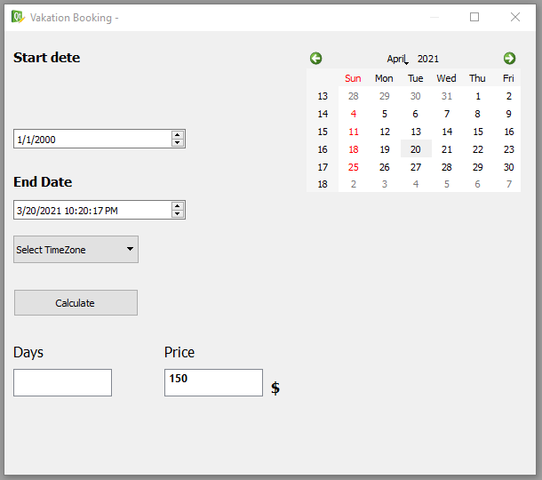 Vakation Booking -
Start dete
1/1/2000
End Date
3/20/2021 10:20:17 PM
Select TimeZone
Calculate
Days
Price
150
$
April, 2021
Sun Mon Tue Wed Thu Fri
13 28 29 30 31 1 2
14 4 5 6 7 8 9
15 11 12 13 14 15 16
16 18 19 20 21 22 23
17 25 26 27 28 29 30
18 2 3 4 5 6 7